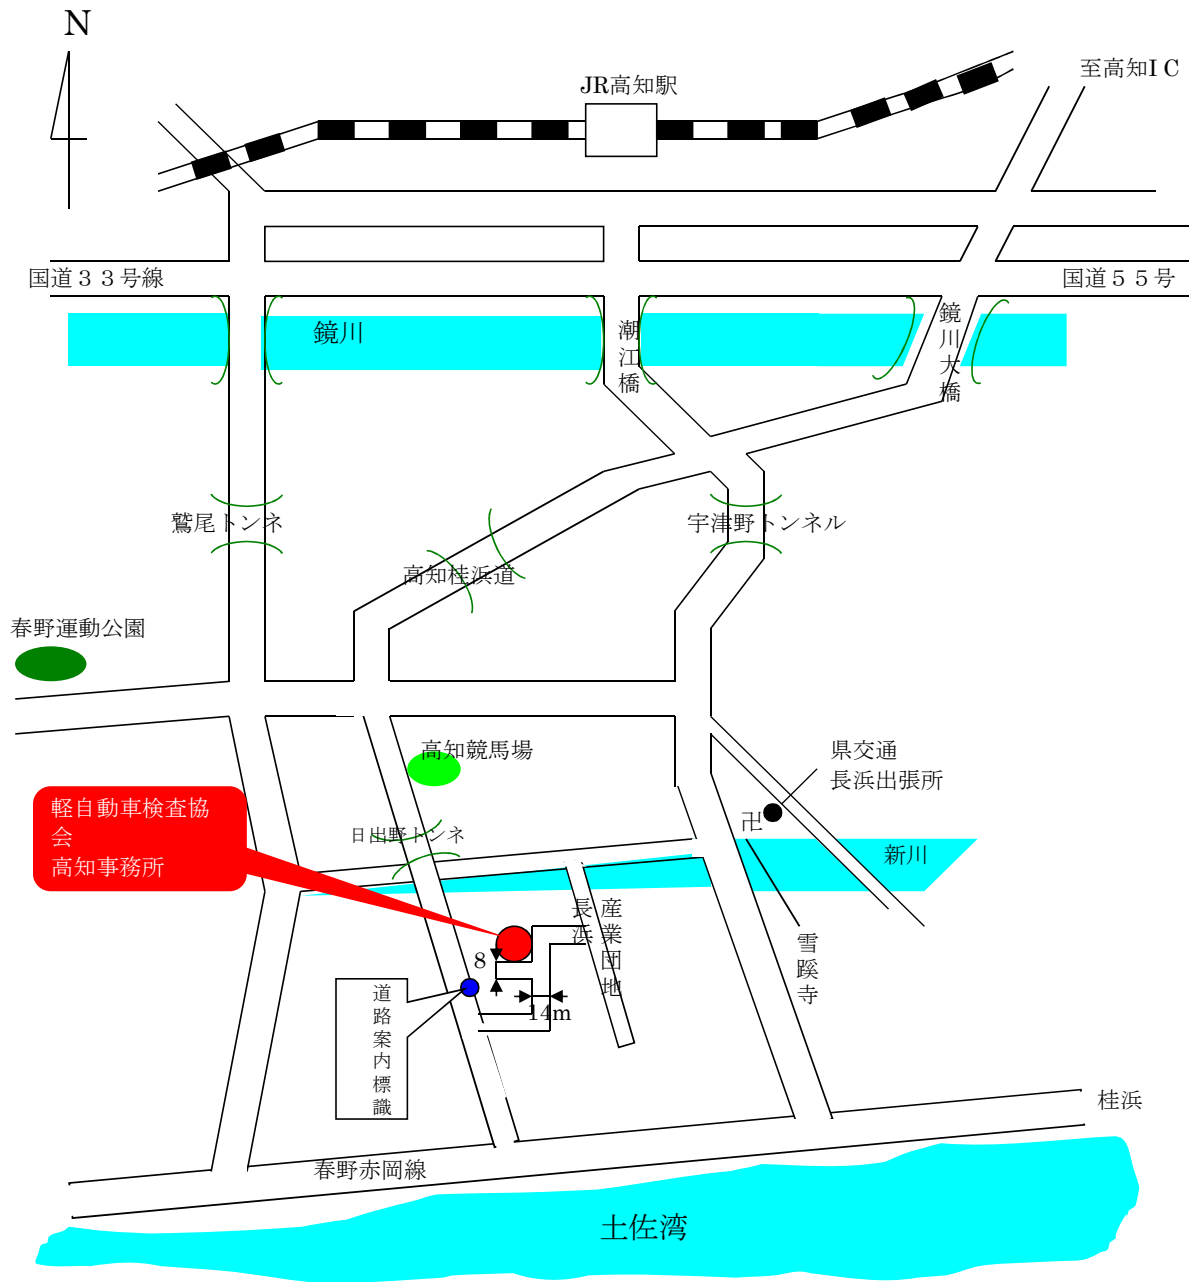 N
JR高知駅
至高知IC
国道３３号線
国道５５号
鏡川
潮江橋
鏡川大橋
鷲尾トンネ
宇津野トンネル
高知桂浜道
春野運動公園
高知競馬場
県交通
長浜出張所
軽自動車検査協
会
高知事務所
日出野トンネ
卍
新川
長浜
産業団地
8
14m
雪蹊寺
道路案内標識
桂浜
春野赤岡線
土佐湾